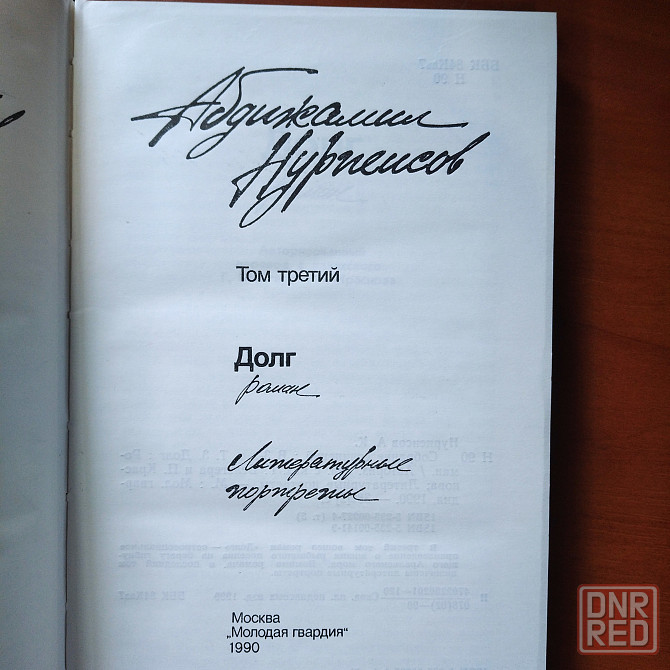 Абдижамил
Нурпеисов
Том третий
Долг
роман
Литературные
портреты
Москва
„Молодая гвардия"
1990
DNR
RED